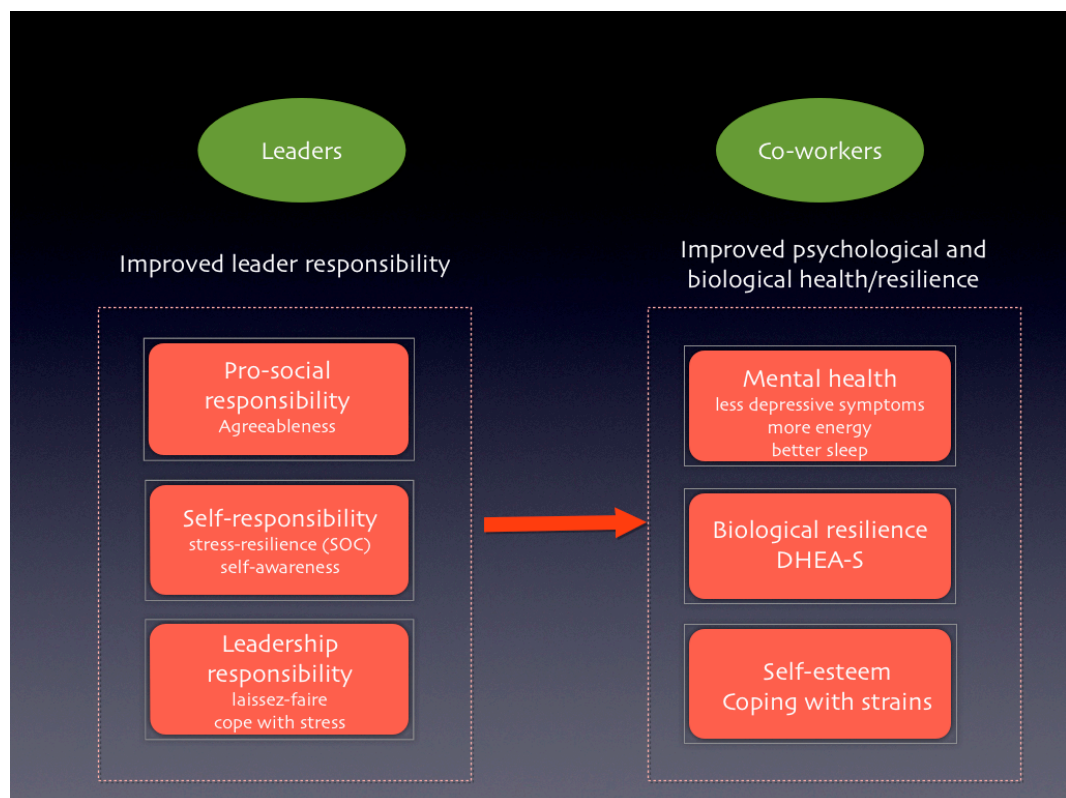 Leaders
Improved leader responsibility
Pro-social
responsibility
Agreeableness
Self-responsibility
stress-resilience (SOC)
self-awareness
Leadership
responsibility
laissez-faire
cope with stress
Co-workers
Improved psychological and
biological health/resilience
Mental health
less depressive symptoms
more energy
better sleep
Biological resilience
DHEA-S
Self-esteem
Coping with strains